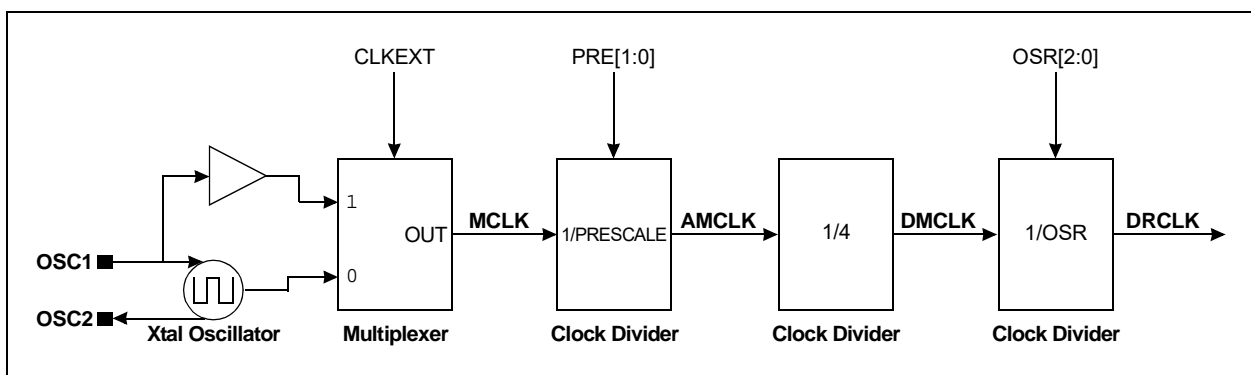 CLKEXT
PRE[1:0]
OSR[2:0]
1
OUT
MCLK
1/PRESCALE
AMCLK
1/4
DMCLK
1/OSR
DRCLK
OSC1
0
OSC2
Xtal Oscillator
Multiplexer
Clock Divider
Clock Divider
Clock Divider